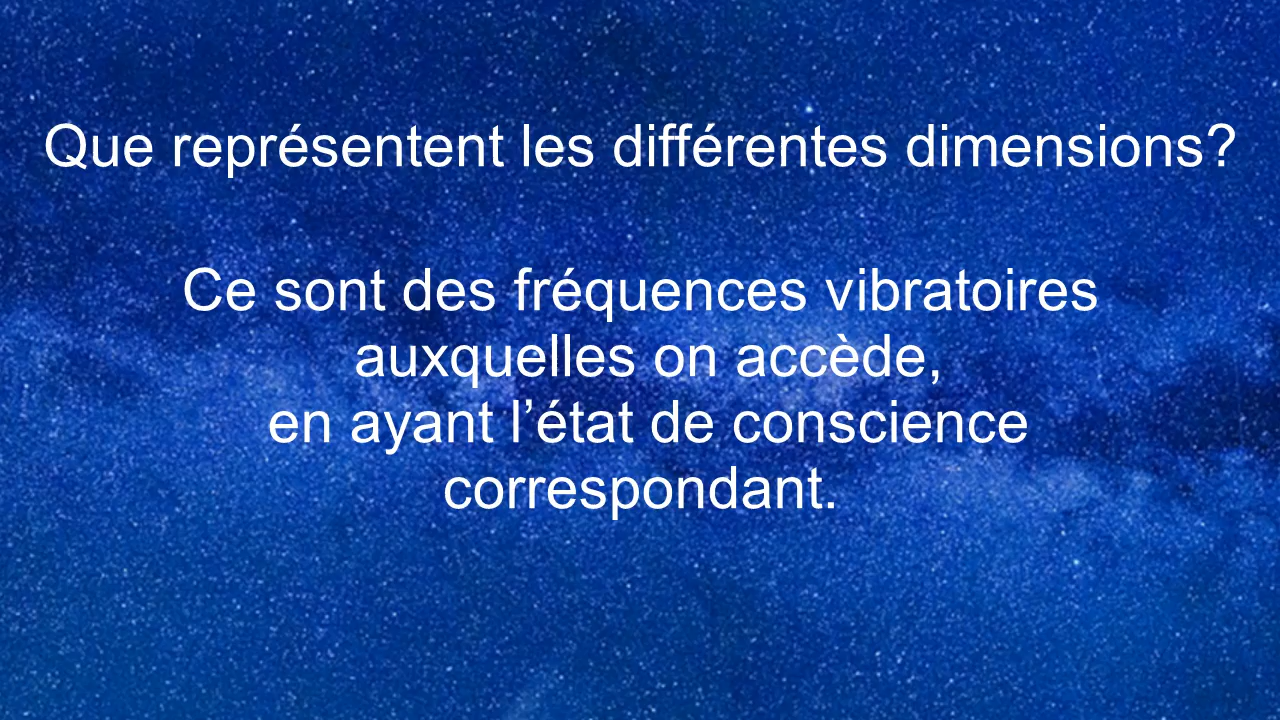 Que représentent les différentes dimensions?
Ce sont des fréquences vibratoires
auxquelles on accède,
en ayant l’état de conscience
correspondant.